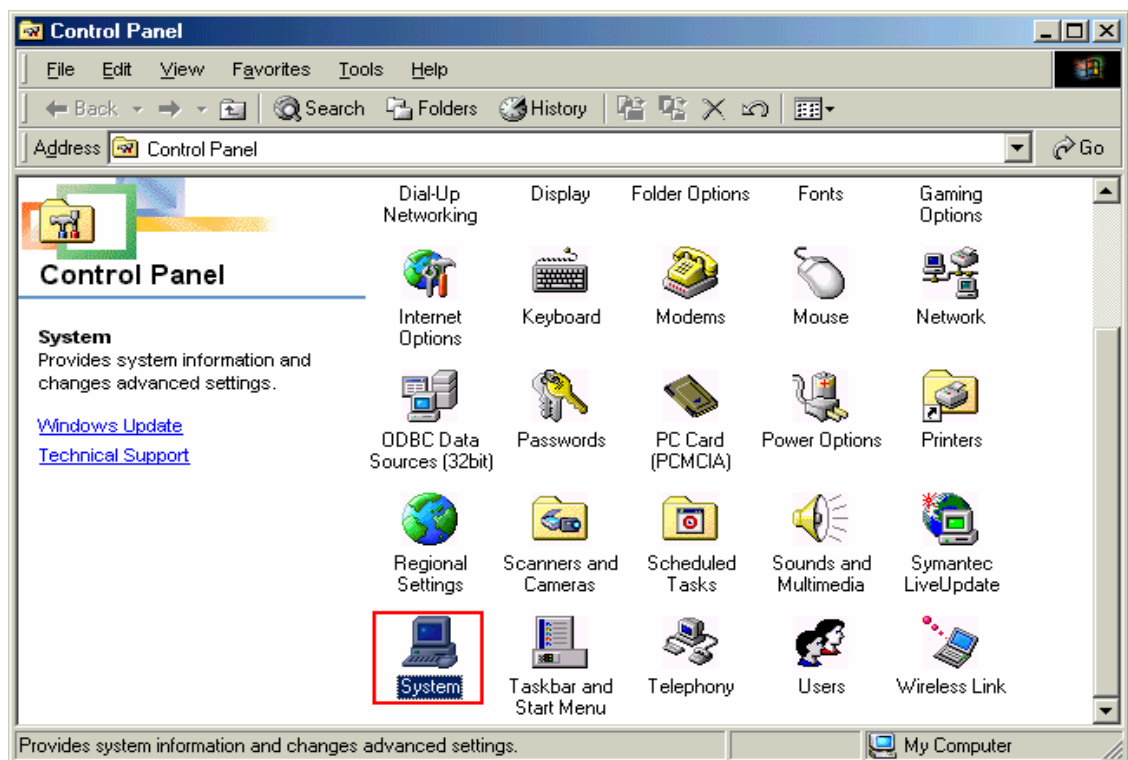 Control Panel
File Edit View Favorites Tools Help
Back Search Folders History
Address Control Panel Go
Control Panel
System
Provides system information and
changes advanced settings.
Windows Update
Technical Support
Dial-Up
Networking
Display
Folder Options
Fonts
Gaming
Options
Internet
Options
Keyboard
Modems
Mouse
Network
ODBC Data
Sources (32bit)
Passwords
PC Card
(PCMCIA)
Power Options
Printers
Regional
Settings
Scanners and
Cameras
Scheduled
Tasks
Sounds and
Multimedia
Symantec
LiveUpdate
System
Taskbar and
Start Menu
Telephony
Users
Wireless Link
Provides system information and changes advanced settings.
My Computer